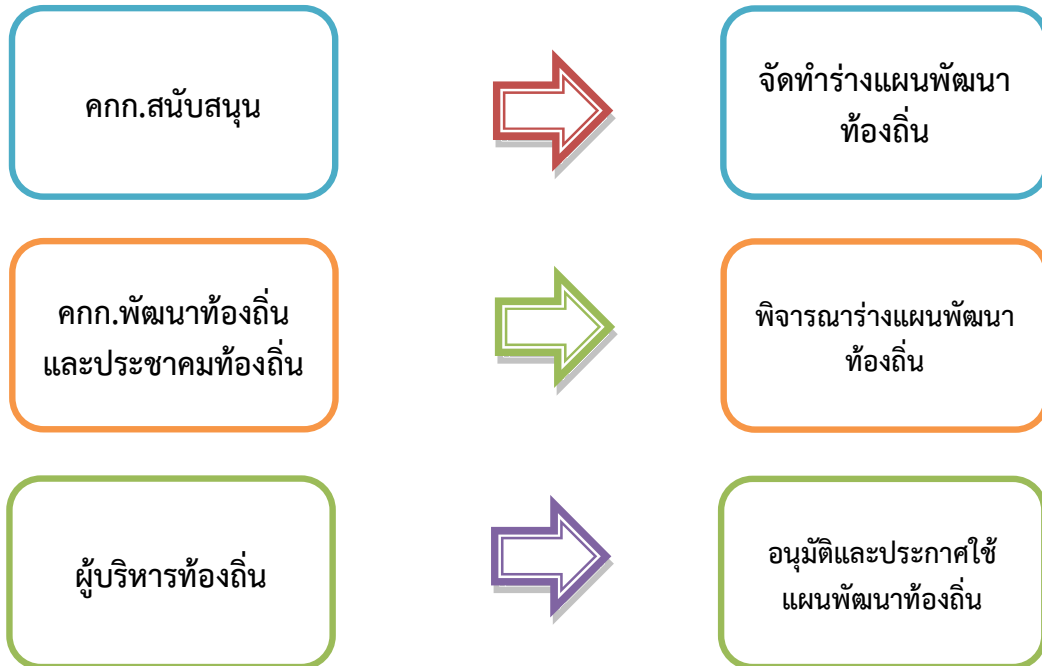 คกก.สนับสนุน
จัดทำร่างแผนพัฒนา
ท้องถิ่น
คกก.พัฒนาท้องถิ่น
และประชาคมท้องถิ่น
พิจารณาร่างแผนพัฒนา
ท้องถิ่น
ผู้บริหารท้องถิ่น
อนุมัติและประกาศใช้
แผนพัฒนาท้องถิ่น